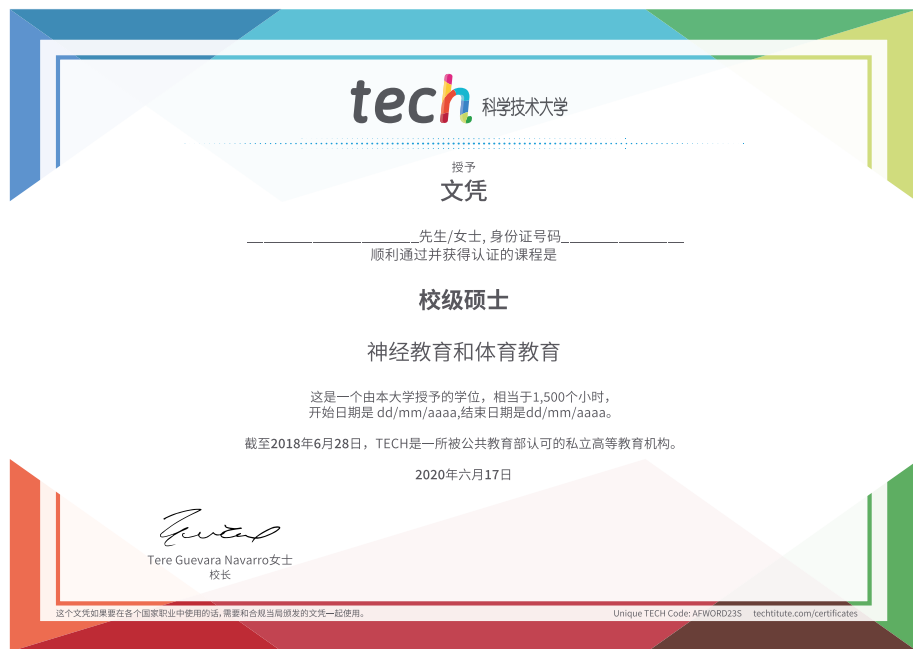 tech 科学技术大学
授予
文凭
______________________先生/女士, 身份证号码________________
顺利通过并获得认证的课程是
校级硕士
神经教育和体育教育
这是一个由本大学授予的学位，相当于1,500个小时，
开始日期是 dd/mm/aaaa,结束日期是dd/mm/aaaa。
截至2018年6月28日，TECH是一所被公共教育部认可的私立高等教育机构。
2020年六月17日
Tere Guevara Navarro女士
校长
这个文凭如果要在各个国家职业中使用的话,需要和合规当局颁发的文凭一起使用。
Unique TECH Code: AFWORD23S techtitute.com/certificates